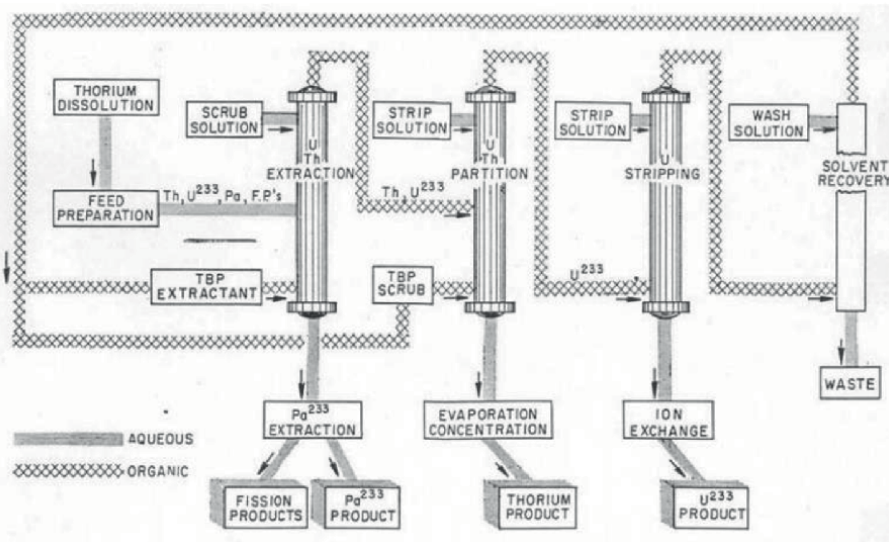 THORIUM
DISSOLUTION
FEED
PREPARATION
Th, U²³³, Pa, F.P.'s
TBP
EXTRACTANT
SCRUB
SOLUTION
U
Th
EXTRACTION
STRIP
SOLUTION
U
Th
PARTITION
Th, U²³³
TBP
SCRUB
STRIP
SOLUTION
U
STRIPPING
U²³³
WASH
SOLUTION
SOLVENT
RECOVERY
WASTE
Pa²³³
EXTRACTION
EVAPORATION
CONCENTRATION
ION
EXCHANGE
AQUEOUS
ORGANIC
FISSION
PRODUCTS
Pa²³³
PRODUCT
THORIUM
PRODUCT
U²³³
PRODUCT